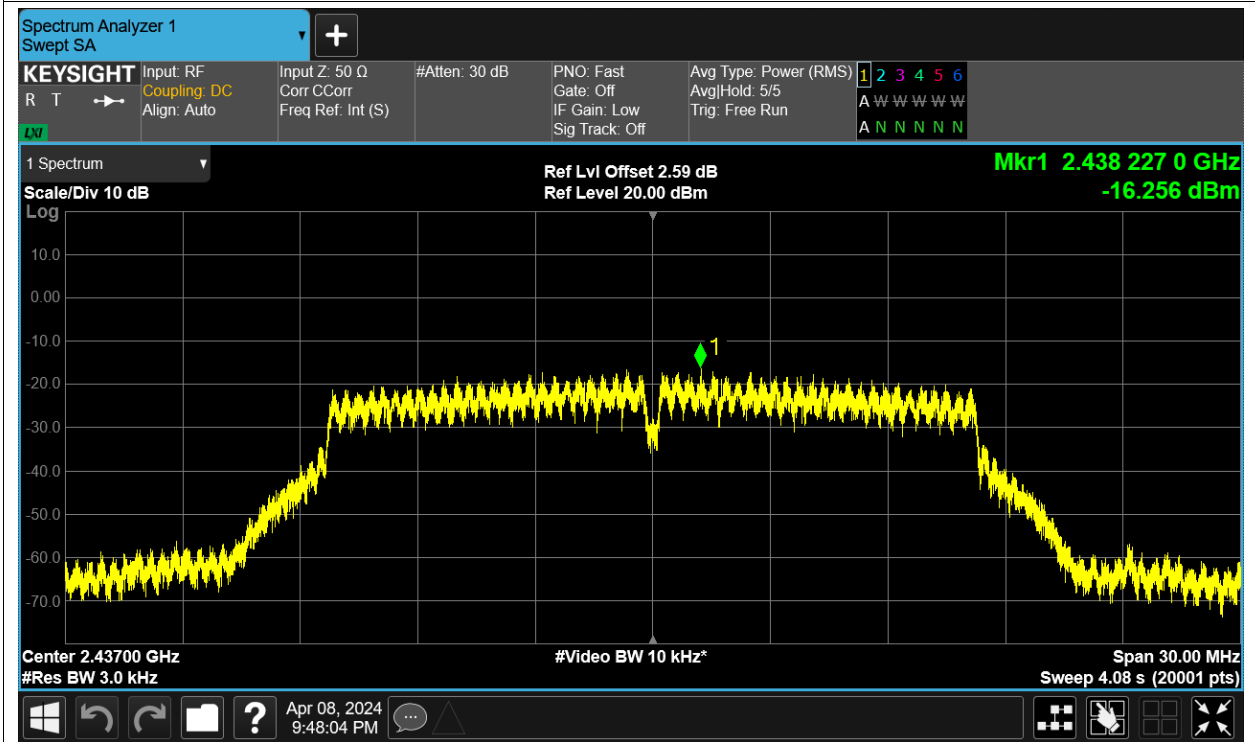 Spectrum Analyzer 1
Swept SA
+
KEYSIGHT
R T
LXI
Input: RF
Coupling: DC
Align: Auto
Input Z: 50 Ω
Corr CCorr
Freq Ref: Int (S)
#Atten: 30 dB
PNO: Fast
Gate: Off
IF Gain: Low
Sig Track: Off
Avg Type: Power (RMS)
Avg|Hold: 5/5
Trig: Free Run
1 2 3 4 5 6
A W W W W W
A N N N N N
1 Spectrum
Scale/Div 10 dB
Log
Ref Lvl Offset 2.59 dB
Ref Level 20.00 dBm
Mkr1 2.438 227 0 GHz
-16.256 dBm
10.0
0.00
-10.0
-20.0
-30.0
-40.0
-50.0
-60.0
-70.0
1
Center 2.43700 GHz
#Res BW 3.0 kHz
#Video BW 10 kHz*
Span 30.00 MHz
Sweep 4.08 s (20001 pts)
?
Apr 08, 2024
9:48:04 PM